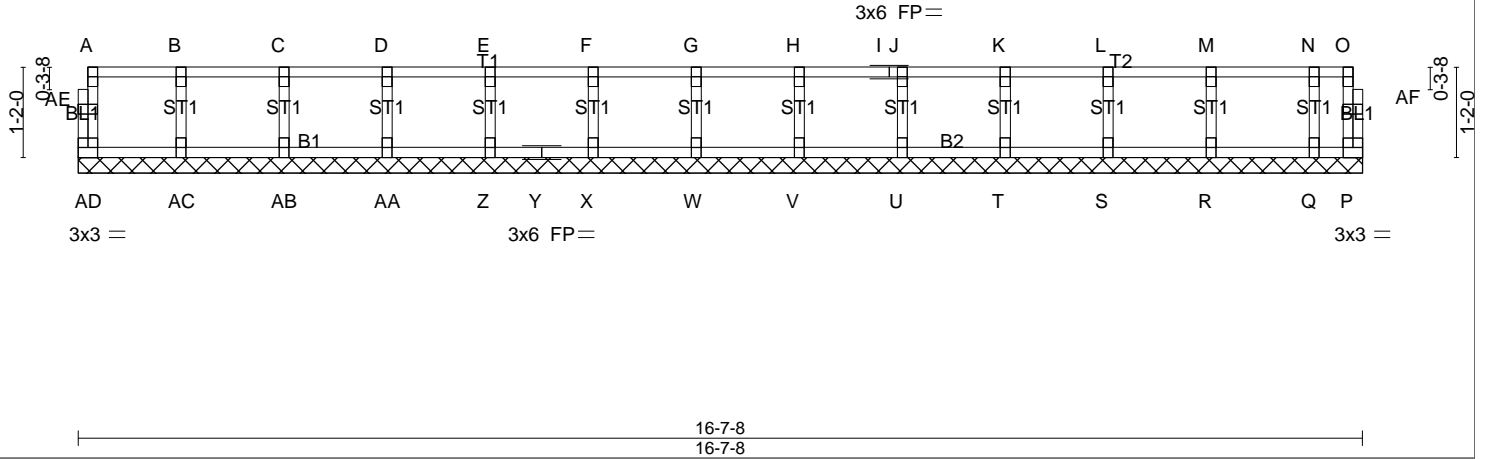 3x6 FP
A B C D E F G H I J K L M N O
T1 T2
0-3-8 0-3-8
1-2-0 1-2-0
AE AF
BL1 ST1 ST1 ST1 ST1 ST1 ST1 ST1 ST1 ST1 ST1 ST1 ST1 BL1
B1 B2
AD AC AB AA Z Y X W V U T S R Q P
3x3 3x6 FP 3x3
16-7-8
16-7-8